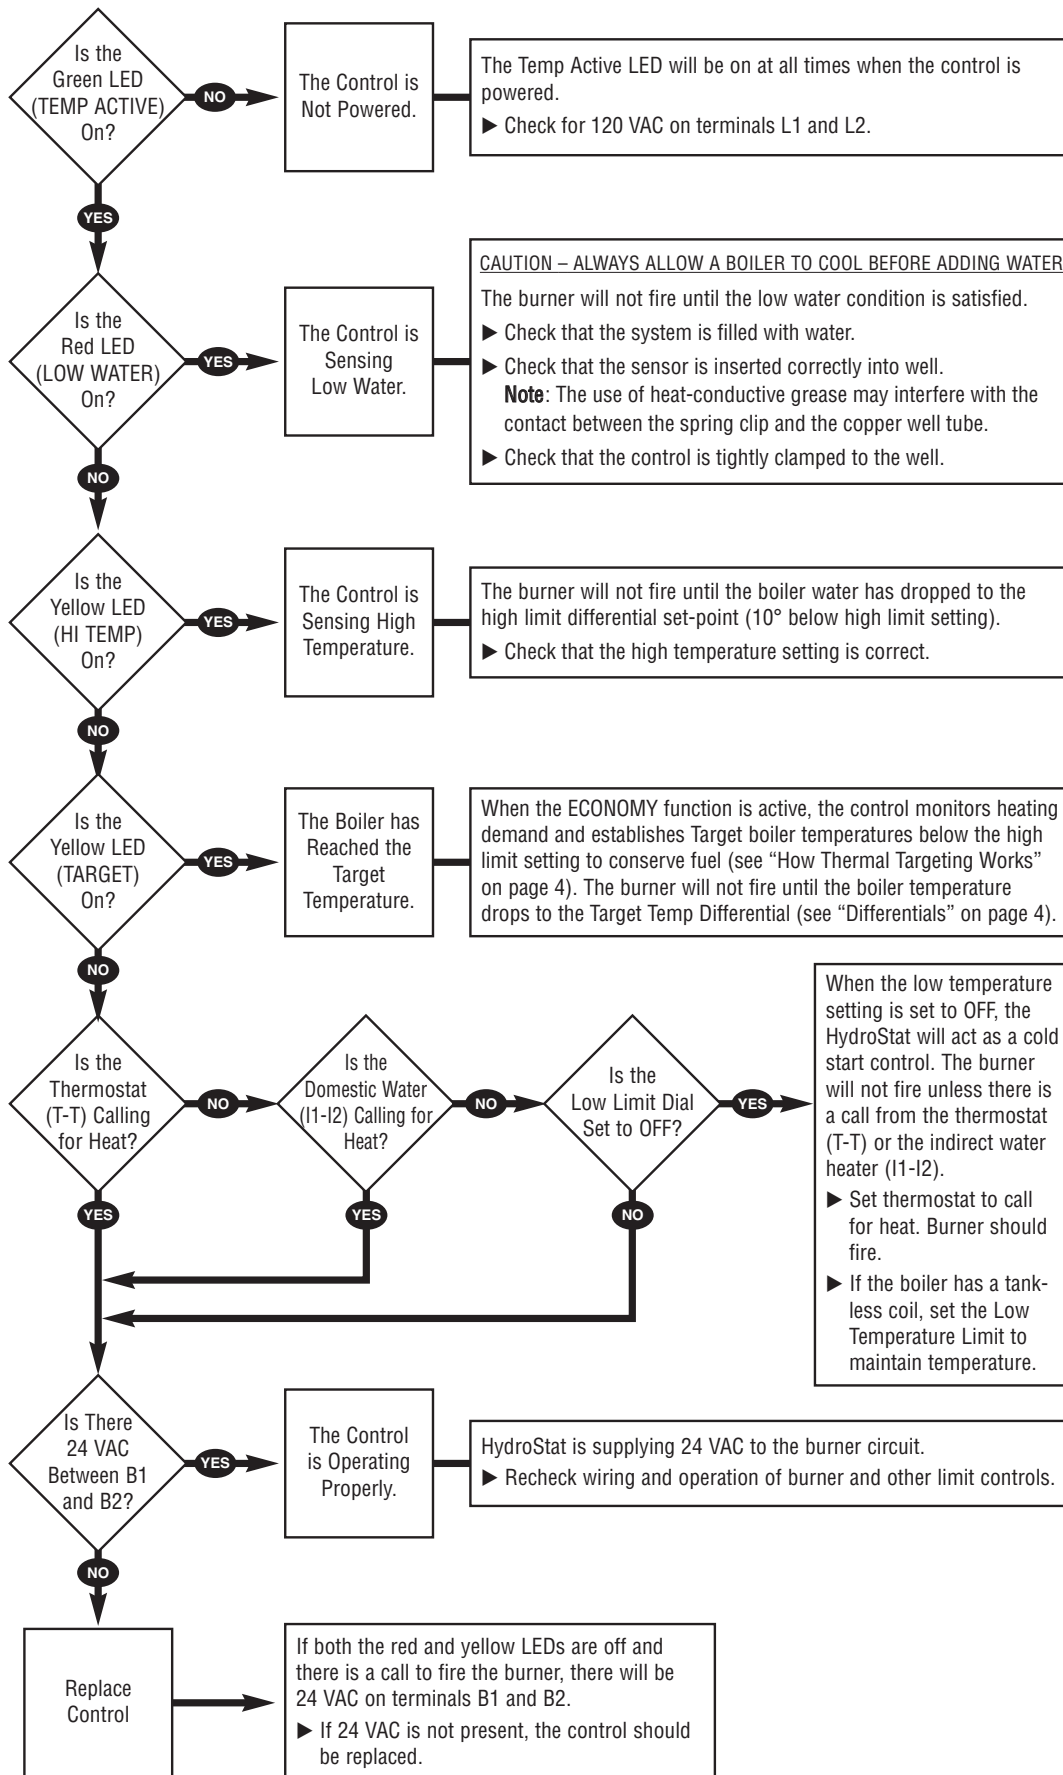 Is the
Green LED
(TEMP ACTIVE)
On?
NO
The Control is
Not Powered.
The Temp Active LED will be on at all times when the control is
powered.
▶ Check for 120 VAC on terminals L1 and L2.
YES
Is the
Red LED
(LOW WATER)
On?
YES
The Control is
Sensing
Low Water.
CAUTION – ALWAYS ALLOW A BOILER TO COOL BEFORE ADDING WATER
The burner will not fire until the low water condition is satisfied.
▶ Check that the system is filled with water.
▶ Check that the sensor is inserted correctly into well.
Note: The use of heat-conductive grease may interfere with the
contact between the spring clip and the copper well tube.
▶ Check that the control is tightly clamped to the well.
NO
Is the
Yellow LED
(HI TEMP)
On?
YES
The Control is
Sensing High
Temperature.
The burner will not fire until the boiler water has dropped to the
high limit differential set-point (10° below high limit setting).
▶ Check that the high temperature setting is correct.
NO
Is the
Yellow LED
(TARGET)
On?
YES
The Boiler has
Reached the
Target
Temperature.
When the ECONOMY function is active, the control monitors heating
demand and establishes Target boiler temperatures below the high
limit setting to conserve fuel (see “How Thermal Targeting Works”
on page 4). The burner will not fire until the boiler temperature
drops to the Target Temp Differential (see “Differentials” on page 4).
NO
Is the
Thermostat
(T-T) Calling
for Heat?
NO
Is the
Domestic Water
(I1-I2) Calling for
Heat?
NO
Is the
Low Limit Dial
Set to OFF?
YES
When the low temperature
setting is set to OFF, the
HydroStat will act as a cold
start control. The burner
will not fire unless there is
a call from the thermostat
(T-T) or the indirect water
heater (I1-I2).
▶ Set thermostat to call
for heat. Burner should
fire.
▶ If the boiler has a tank-
less coil, set the Low
Temperature Limit to
maintain temperature.
YES
YES
NO
Is There
24 VAC
Between B1
and B2?
YES
The Control
is Operating
Properly.
HydroStat is supplying 24 VAC to the burner circuit.
▶ Recheck wiring and operation of burner and other limit controls.
NO
Replace
Control
If both the red and yellow LEDs are off and
there is a call to fire the burner, there will be
24 VAC on terminals B1 and B2.
▶ If 24 VAC is not present, the control should
be replaced.